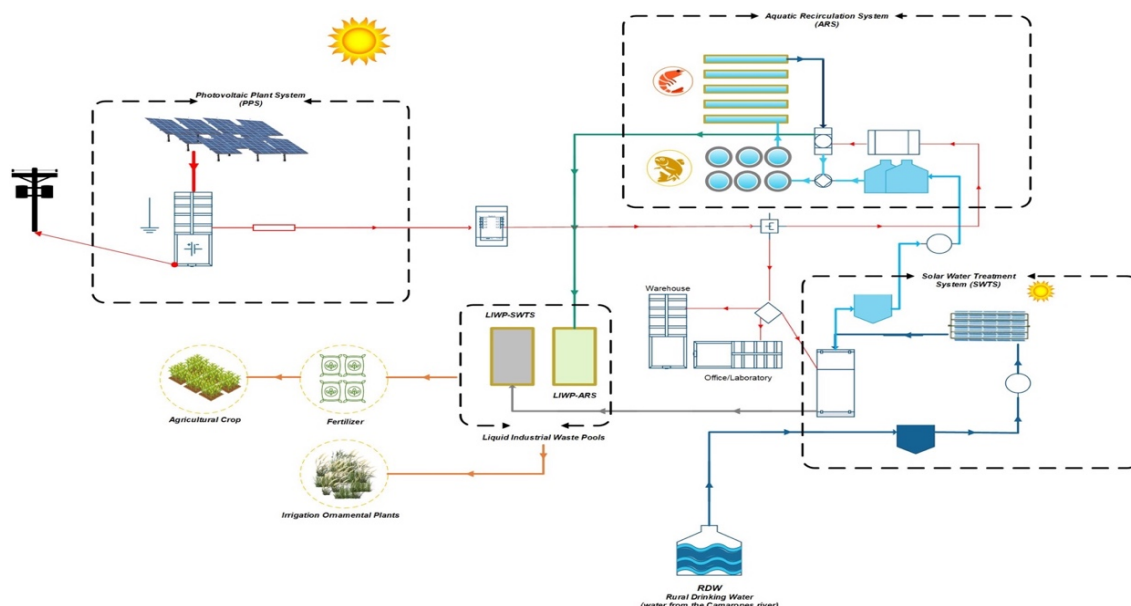 Aquatic Recirculation System
(ARS)
Photovoltaic Plant System
(PPS)
Solar Water Treatment
System (SWTS)
Warehouse
LIWP-SWTS
Office/Laboratory
LIWP-ARS
Agricultural Crop
Fertilizer
Liquid Industrial Waste Pools
Irrigation Ornamental Plants
RDW
Rural Drinking Water
(water from the Camarones river)